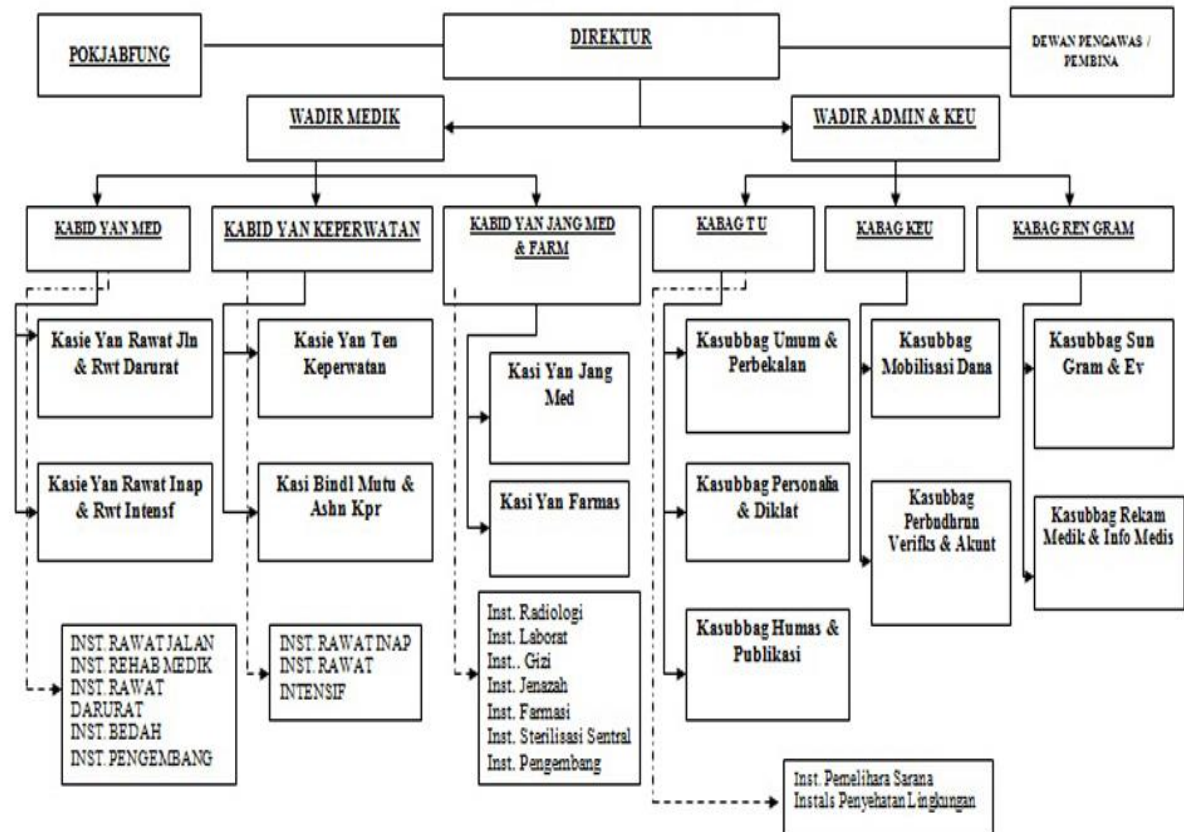 POKJABFUNG
DIREKTUR
DEWAN PENGAWAS /
PEMBINA
WADIR MEDIK
WADIR ADMIN & KEU
KABID YAN MED
KABID YAN KEPERWATAN
KABID YAN JANG MED
& FARM
KABAG T U
KABAG KEU
KABAG REN GRAM
Kasie Yan Rawat Jln
& Rwt Darurat
Kasie Yan Ten
Keperwatan
Kasi Yan Jang
Med
Kasubbag Umum &
Perbekalan
Kasubbag
Mobilisasi Dana
Kasubbag Sun
Gram & Ev
Kasie Yan Rawat Inap
& Rwt Intensf
Kasi Bindl Mutu &
Ashn Kpr
Kasi Yan Farmas
Kasubbag Personalia
& Diklat
Kasubbag
Perbndhrnn
Verifks & Akunt
Kasubbag Rekam
Medik & Info Medis
Kasubbag Humas &
Publikasi
INST. RAWAT JALAN
INST. REHAB MEDIK
INST. RAWAT
DARURAT
INST. BEDAH
INST. PENGEMBANG
INST. RAWAT INAP
INST. RAWAT
INTENSIF
Inst. Radiologi
Inst. Laborat
Inst.. Gizi
Inst. Jenazah
Inst. Farmasi
Inst. Sterilisasi Sentral
Inst. Pengembang
Inst. Pemelihara Sarana
Instals Penyehatan Lingkungan